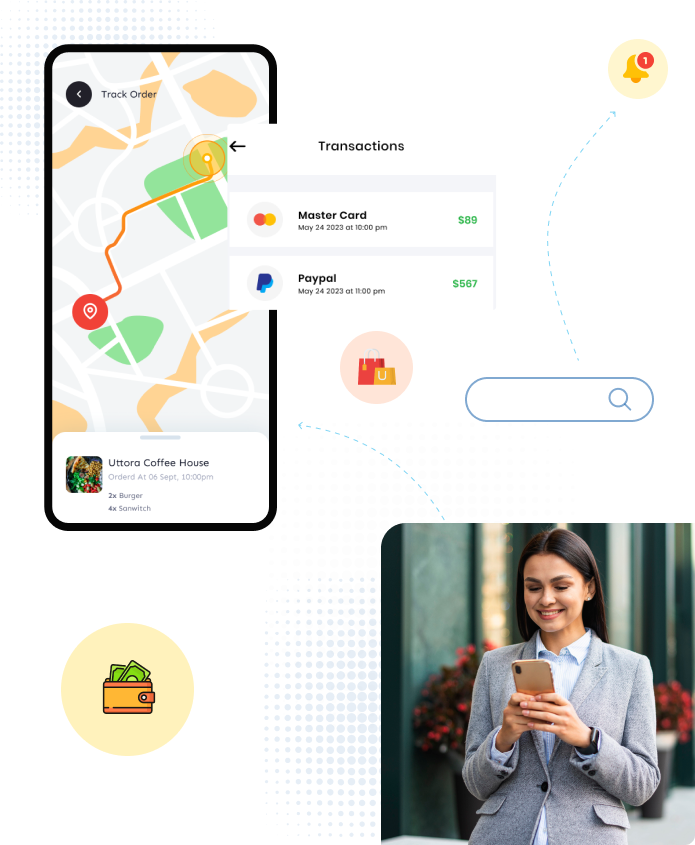 1
Track Order
Transactions
Master Card
May 24 2023 at 10:00 pm
$89
Paypal
May 24 2023 at 11:00 pm
$567
U
Uttora Coffee House
Orderd At 06 Sept, 10:00pm
2x Burger
4x Sanwitch